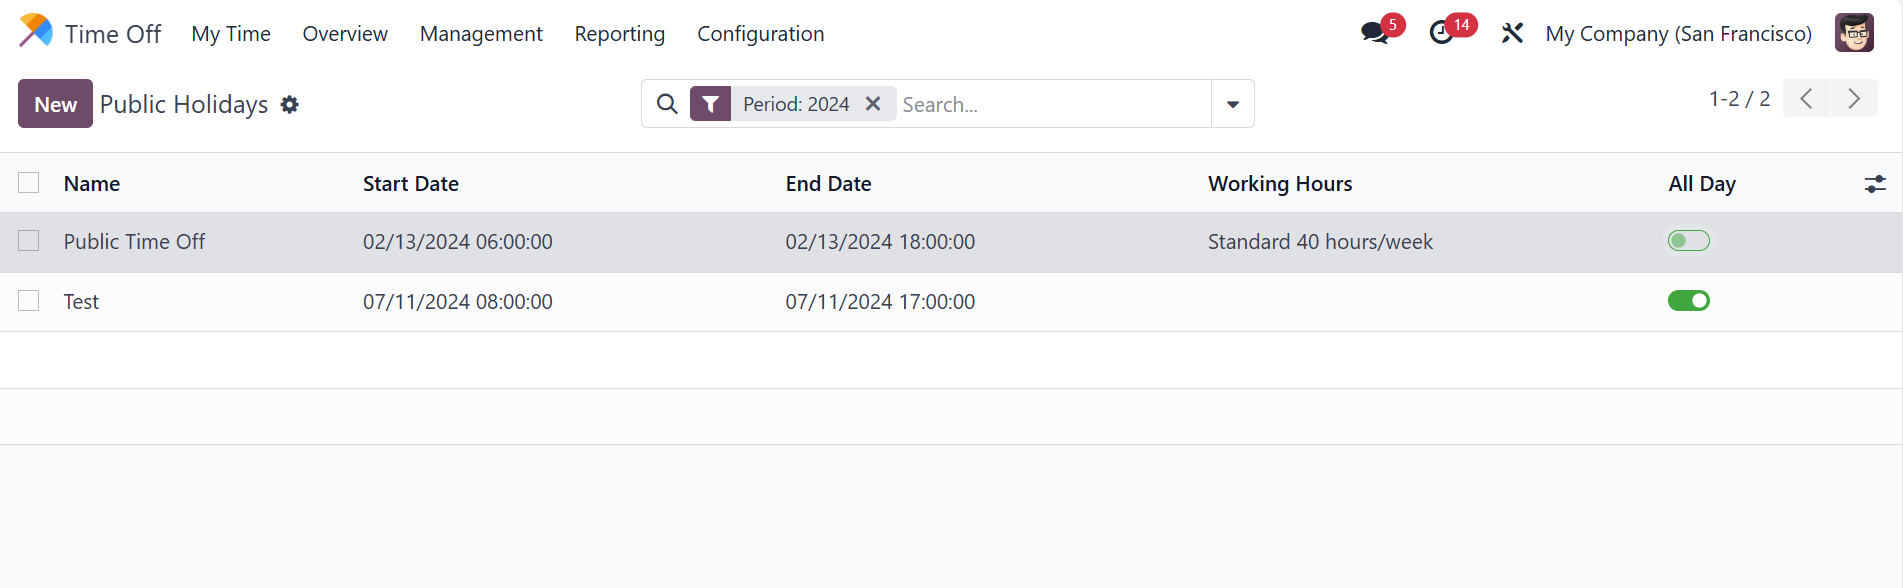 Time Off My Time Overview Management Reporting Configuration 5 14 My Company (San Francisco)
New Public Holidays Period: 2024 Search... 1-2 / 2
Name Start Date End Date Working Hours All Day
Public Time Off 02/13/2024 06:00:00 02/13/2024 18:00:00 Standard 40 hours/week
Test 07/11/2024 08:00:00 07/11/2024 17:00:00